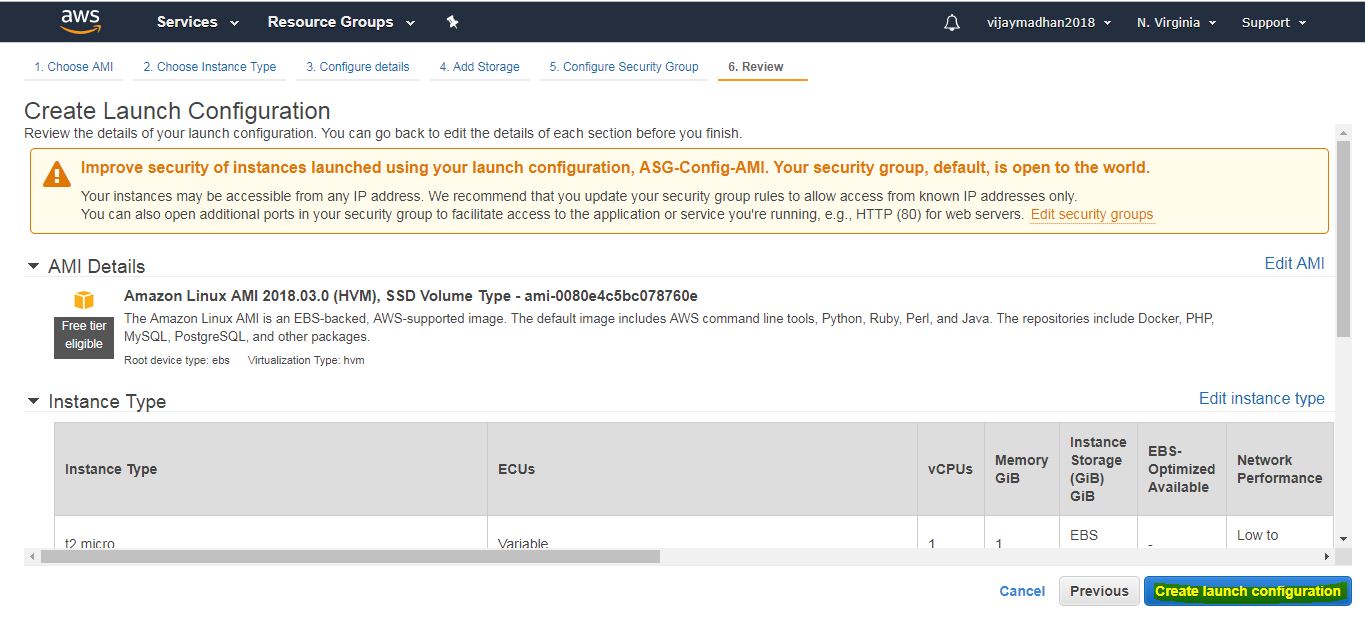 aws Services Resource Groups vijaymadhan2018 N. Virginia Support
1. Choose AMI 2. Choose Instance Type 3. Configure details 4. Add Storage 5. Configure Security Group 6. Review
Create Launch Configuration
Review the details of your launch configuration. You can go back to edit the details of each section before you finish.
Improve security of instances launched using your launch configuration, ASG-Config-AMI. Your security group, default, is open to the world.
Your instances may be accessible from any IP address. We recommend that you update your security group rules to allow access from known IP addresses only.
You can also open additional ports in your security group to facilitate access to the application or service you're running, e.g., HTTP (80) for web servers. Edit security groups
AMI Details Edit AMI
Amazon Linux AMI 2018.03.0 (HVM), SSD Volume Type - ami-0080e4c5bc078760e
Free tier
eligible
The Amazon Linux AMI is an EBS-backed, AWS-supported image. The default image includes AWS command line tools, Python, Ruby, Perl, and Java. The repositories include Docker, PHP,
MySQL, PostgreSQL, and other packages.
Root device type: ebs Virtualization Type: hvm
Instance Type Edit instance type
Instance Type
ECUs
vCPUs
Memory
GiB
Instance
Storage
(GiB)
GiB
EBS-
Optimized
Available
Network
Performance
t2.micro
Variable
1
1
EBS
-
Low to
Cancel Previous Create launch configuration